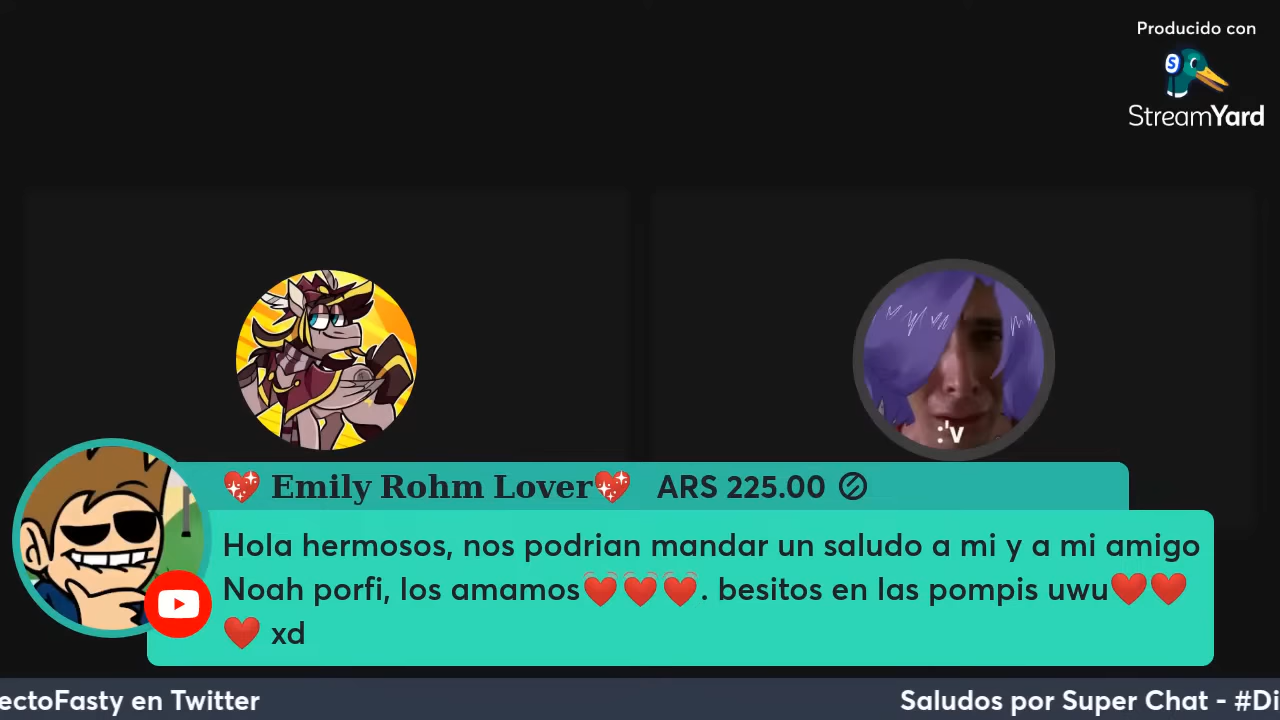 Producido con
StreamYard
:'v
💖 Emily Rohm Lover💖 ARS 225.00
Hola hermosos, nos podrian mandar un saludo a mi y a mi amigo
Noah porfi, los amamos❤️❤️❤️. besitos en las pompis uwu❤️❤️
❤️ xd
ectoFasty en Twitter
Saludos por Super Chat - #Di